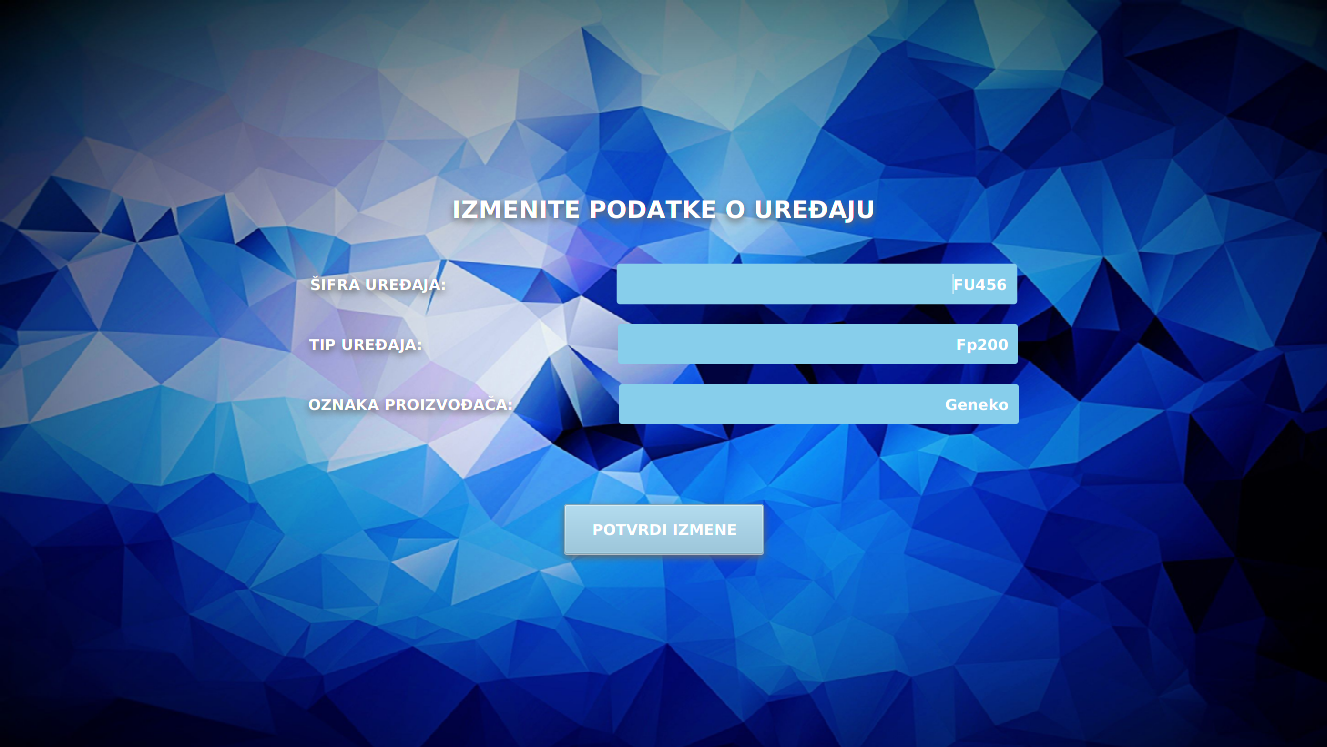 IZMENITE PODATKE O UREĐAJU
ŠIFRA UREĐAJA: FU456
TIP UREĐAJA: Fp200
OZNAKA PROIZVOĐAČA: Geneko
POTVRDI IZMENE